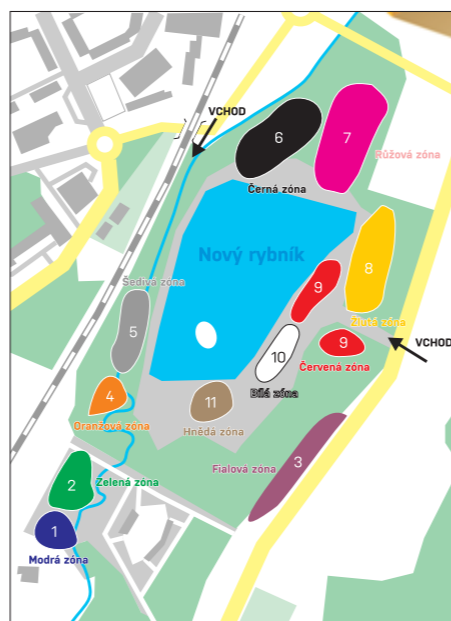 VCHOD
6
7
Růžová zóna
Černá zóna
Nový rybník
8
Šedivá zóna
9
Žlutá zóna
5
9
VCHOD
10
Červená zóna
4
Bílá zóna
11
Oranžová zóna
Hnědá zóna
3
Fialová zóna
2
Zelená zóna
1
Modrá zóna